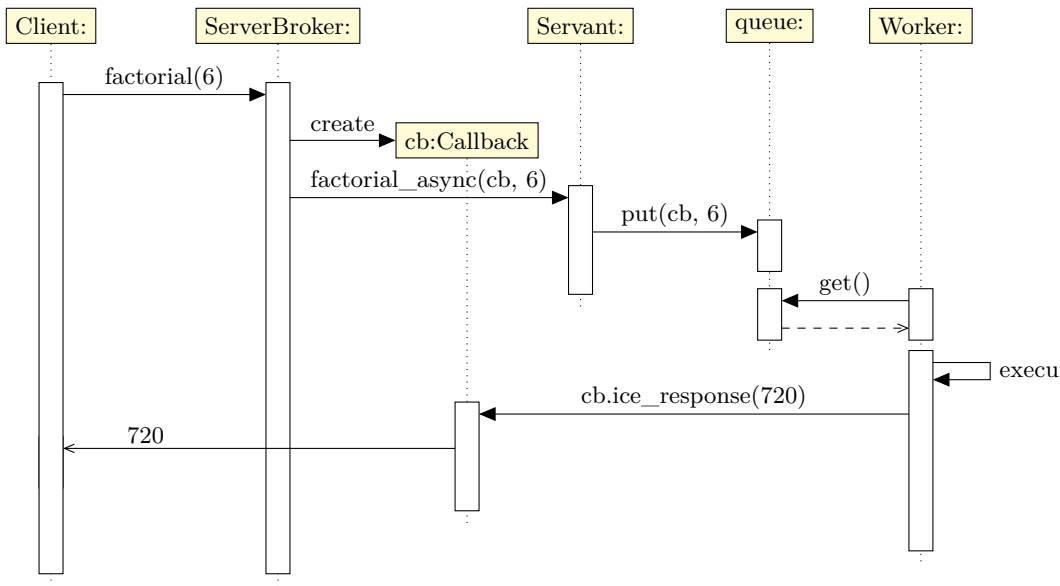 Client:
ServerBroker:
Servant:
queue:
Worker:
factorial(6)
create
cb:Callback
factorial_async(cb, 6)
put(cb, 6)
get()
execu
cb.ice_response(720)
720